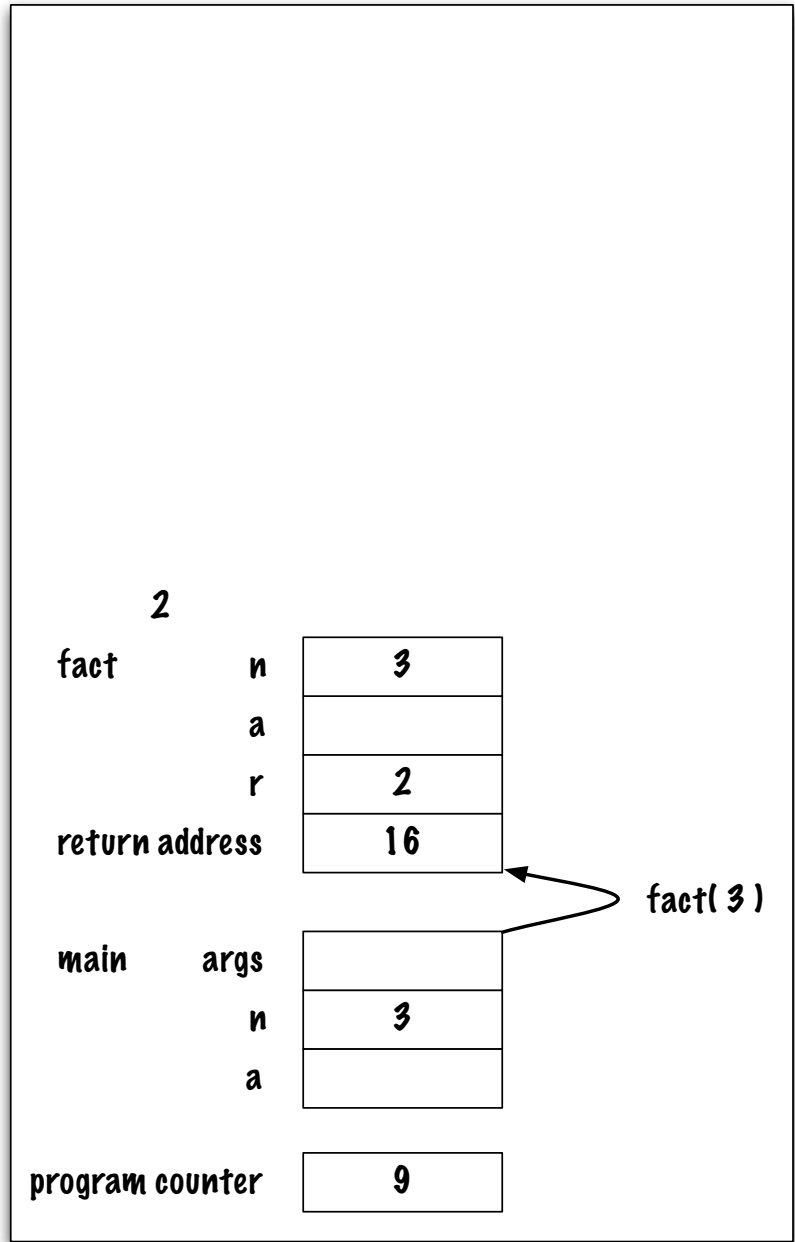 2
fact n 3
a
r 2
return address 16
fact( 3 )
main args
n 3
a
program counter 9